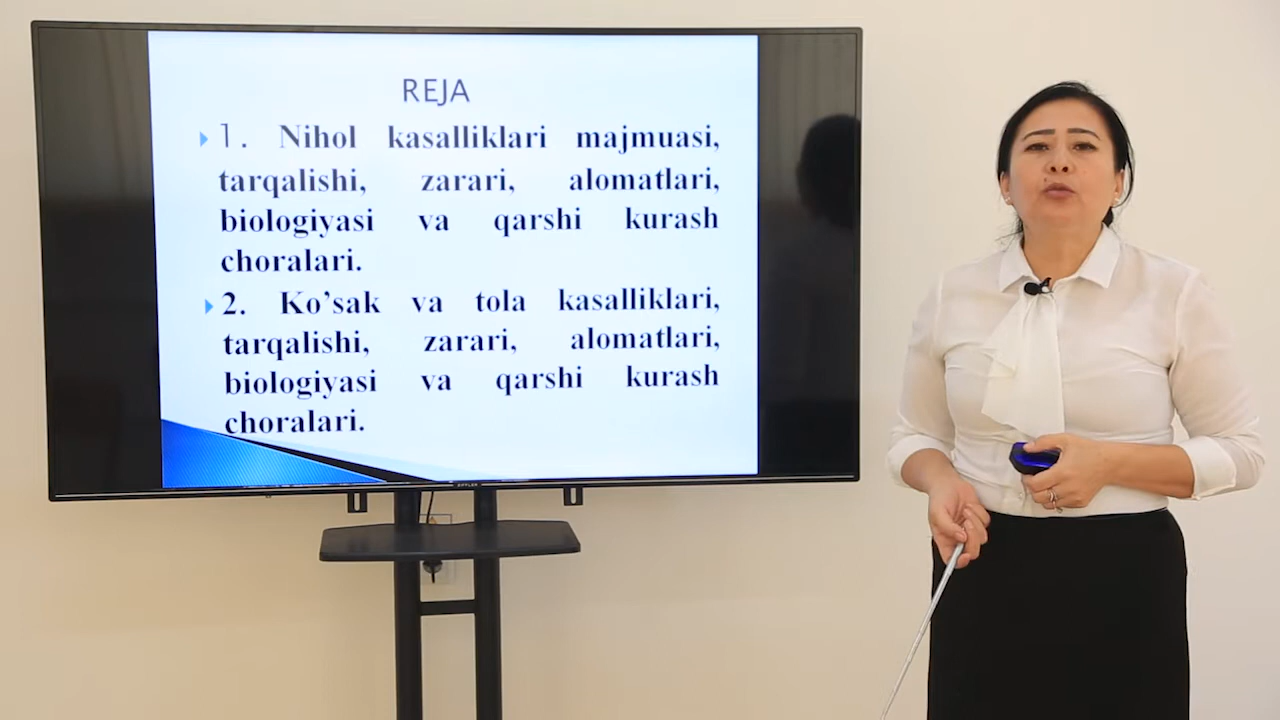 REJA
1. Nihol kasalliklari majmuasi,
tarqalishi, zarari, alomatlari,
biologiyasi va qarshi kurash
choralari.
2. Ko’sak va tola kasalliklari,
tarqalishi, zarari, alomatlari,
biologiyasi va qarshi kurash
choralari.